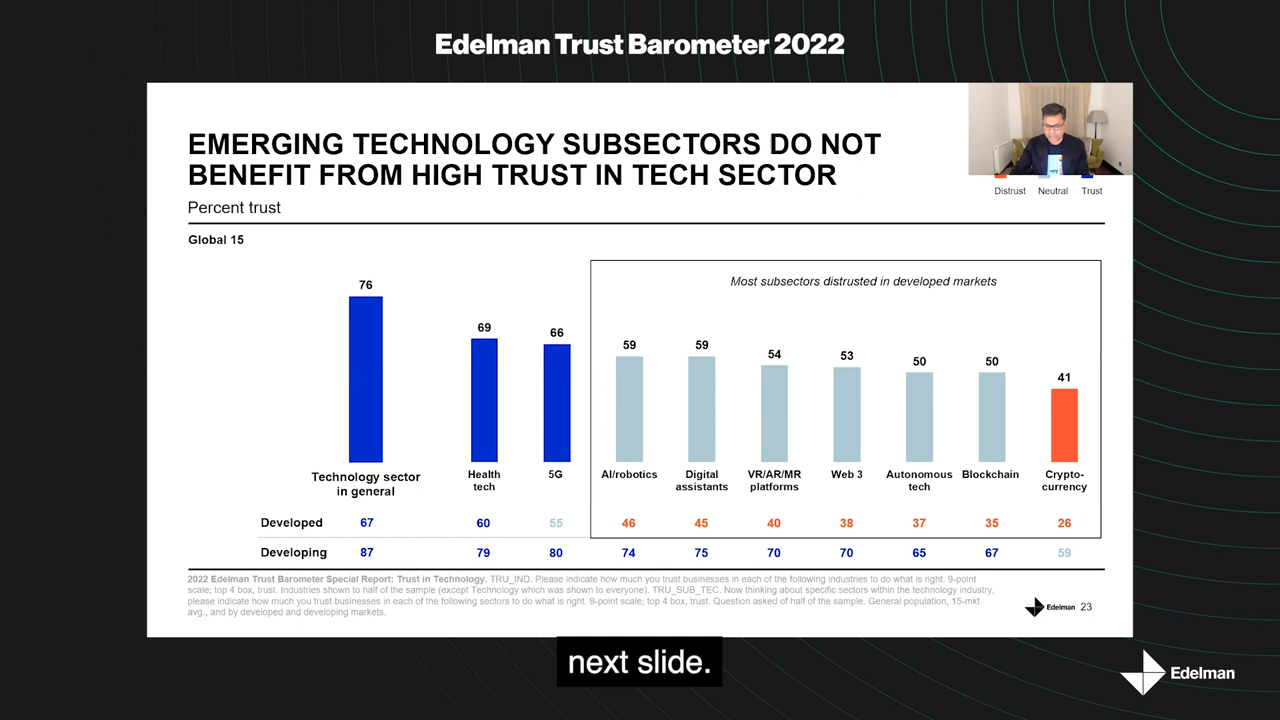 Edelman Trust Barometer 2022
EMERGING TECHNOLOGY SUBSECTORS DO NOT
BENEFIT FROM HIGH TRUST IN TECH SECTOR
Percent trust
Distrust Neutral Trust
Global 15
Most subsectors distrusted in developed markets
76 69 66 59 59 54 53 50 50 41
Technology sector
in general
Health
tech
5G
AI/robotics
Digital
assistants
VR/AR/MR
platforms
Web 3
Autonomous
tech
Blockchain
Crypto-
currency
Developed 67 60 55 46 45 40 38 37 35 26
Developing 87 79 80 74 75 70 70 65 67 59
2022 Edelman Trust Barometer Special Report: Trust in Technology. TRU_IND. Please indicate how much you trust businesses in each of the following industries to do what is right. 9-point
scale; top 4 box, trust. Industries shown to half of the sample (except Technology which was shown to everyone). TRU_SUB_TEC. Now thinking about specific sectors within the technology industry,
please indicate how much you trust businesses in each of the following sectors to do what is right. 9-point scale; top 4 box, trust. Question asked of half of the sample. General population, 15-mkt
avg., and by developed and developing markets.
Edelman 23
next slide.
Edelman